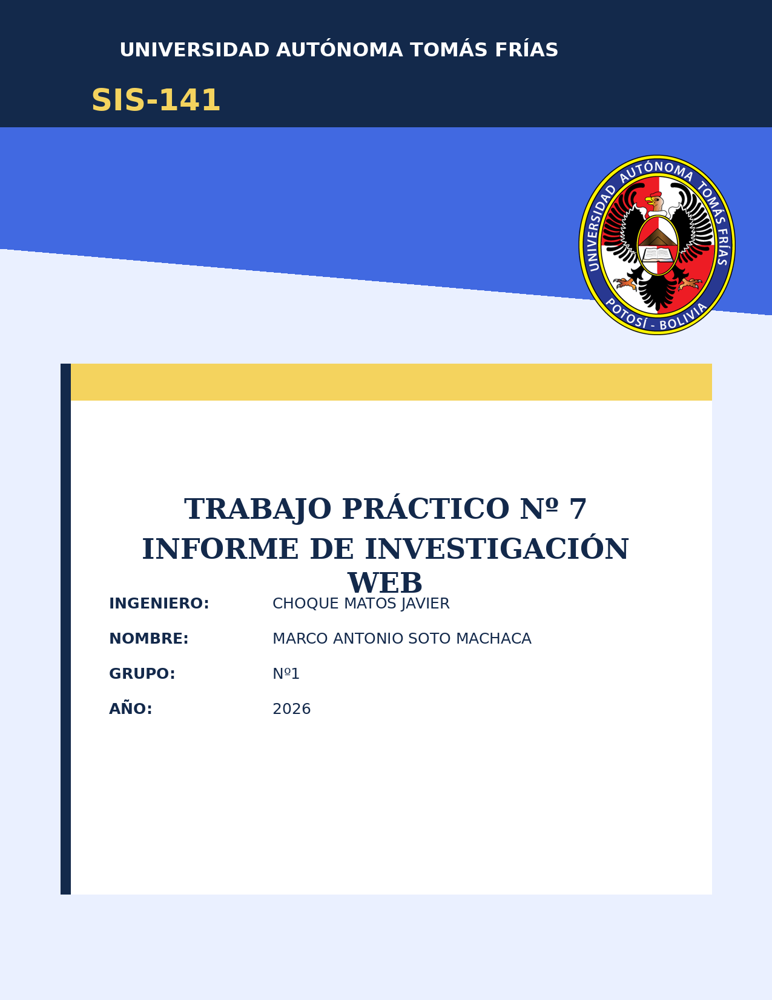 UNIVERSIDAD AUTÓNOMA TOMÁS FRÍAS
SIS-141
UNIVERSIDAD AUTÓNOMA TOMÁS FRÍAS
POTOSÍ - BOLIVIA
TRABAJO PRÁCTICO Nº 7
INFORME DE INVESTIGACIÓN
WEB
INGENIERO: CHOQUE MATOS JAVIER
NOMBRE: MARCO ANTONIO SOTO MACHACA
GRUPO: Nº1
AÑO: 2026